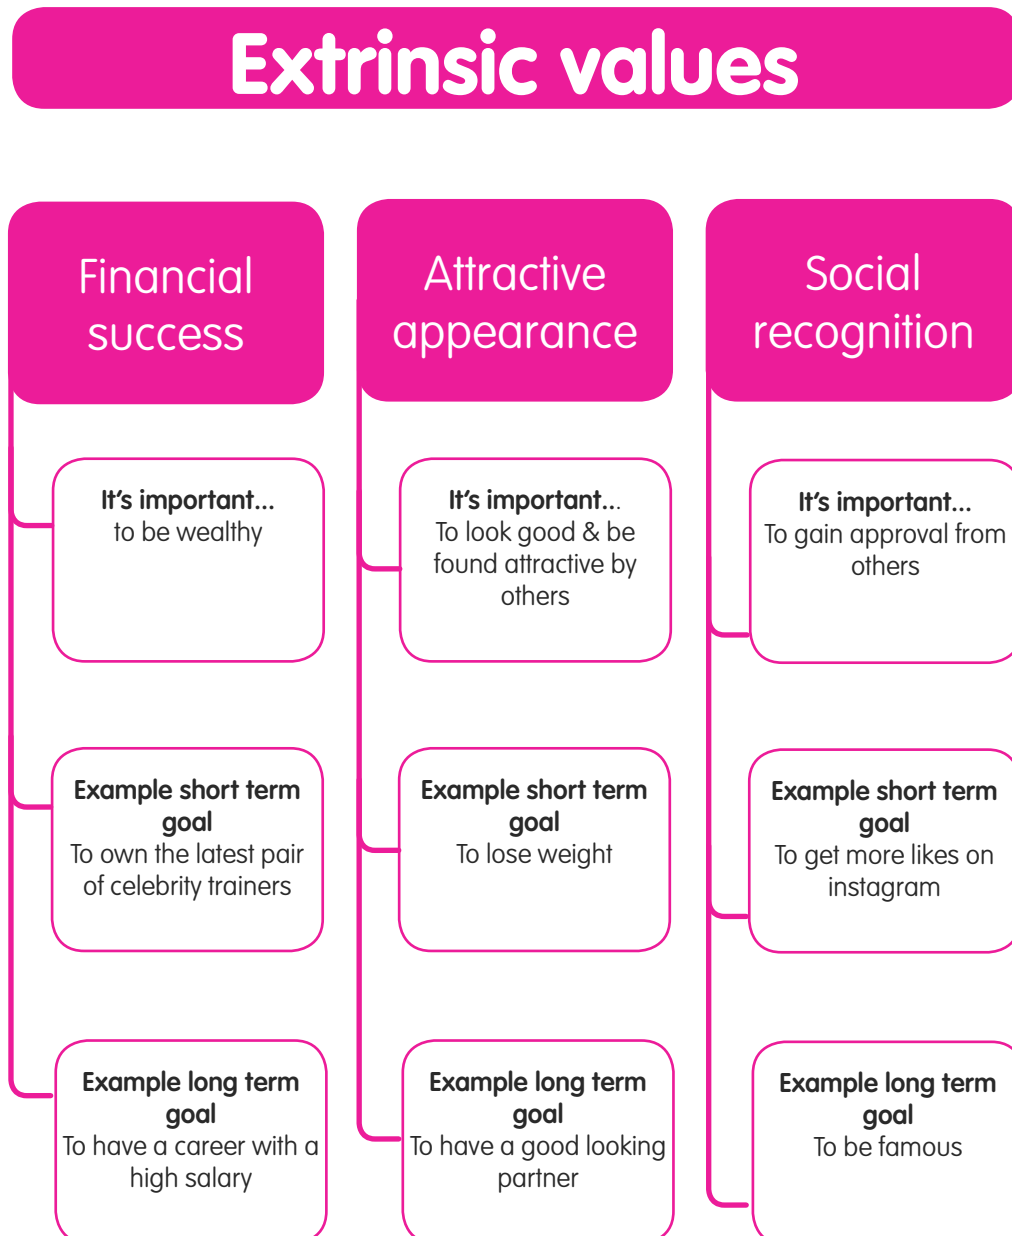 Extrinsic values
Financial
success
It's important...
to be wealthy
Example short term
goal
To own the latest pair
of celebrity trainers
Example long term
goal
To have a career with a
high salary
Attractive
appearance
It's important...
To look good & be
found attractive by
others
Example short term
goal
To lose weight
Example long term
goal
To have a good looking
partner
Social
recognition
It's important...
To gain approval from
others
Example short term
goal
To get more likes on
instagram
Example long term
goal
To be famous